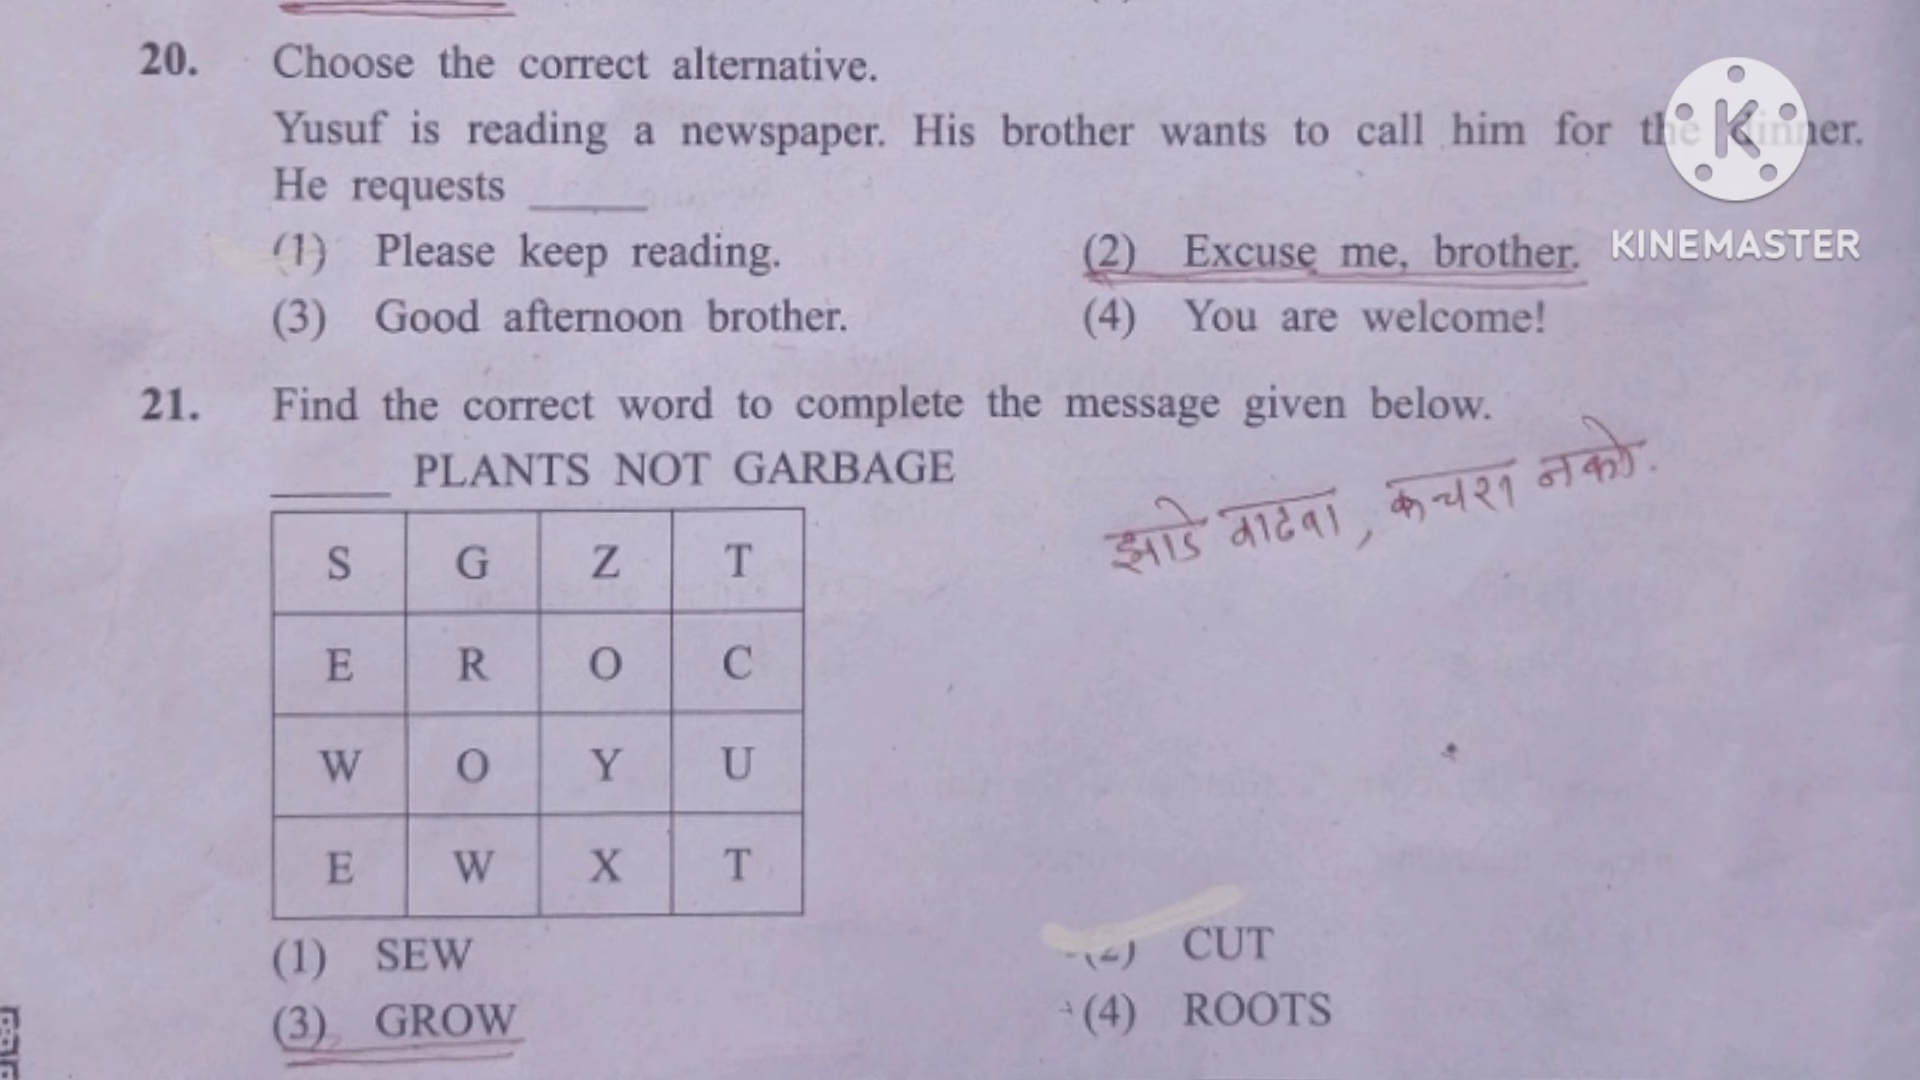 20. Choose the correct alternative.
Yusuf is reading a newspaper. His brother wants to call him for the dinner.
He requests _____
(1) Please keep reading. (2) Excuse me, brother.
(3) Good afternoon brother. (4) You are welcome!
KINEMASTER
21. Find the correct word to complete the message given below.
_____ PLANTS NOT GARBAGE
झाडे वाढवा, कचरा नको.
S G Z T
E R O C
W O Y U
E W X T
(1) SEW (2) CUT
(3) GROW (4) ROOTS